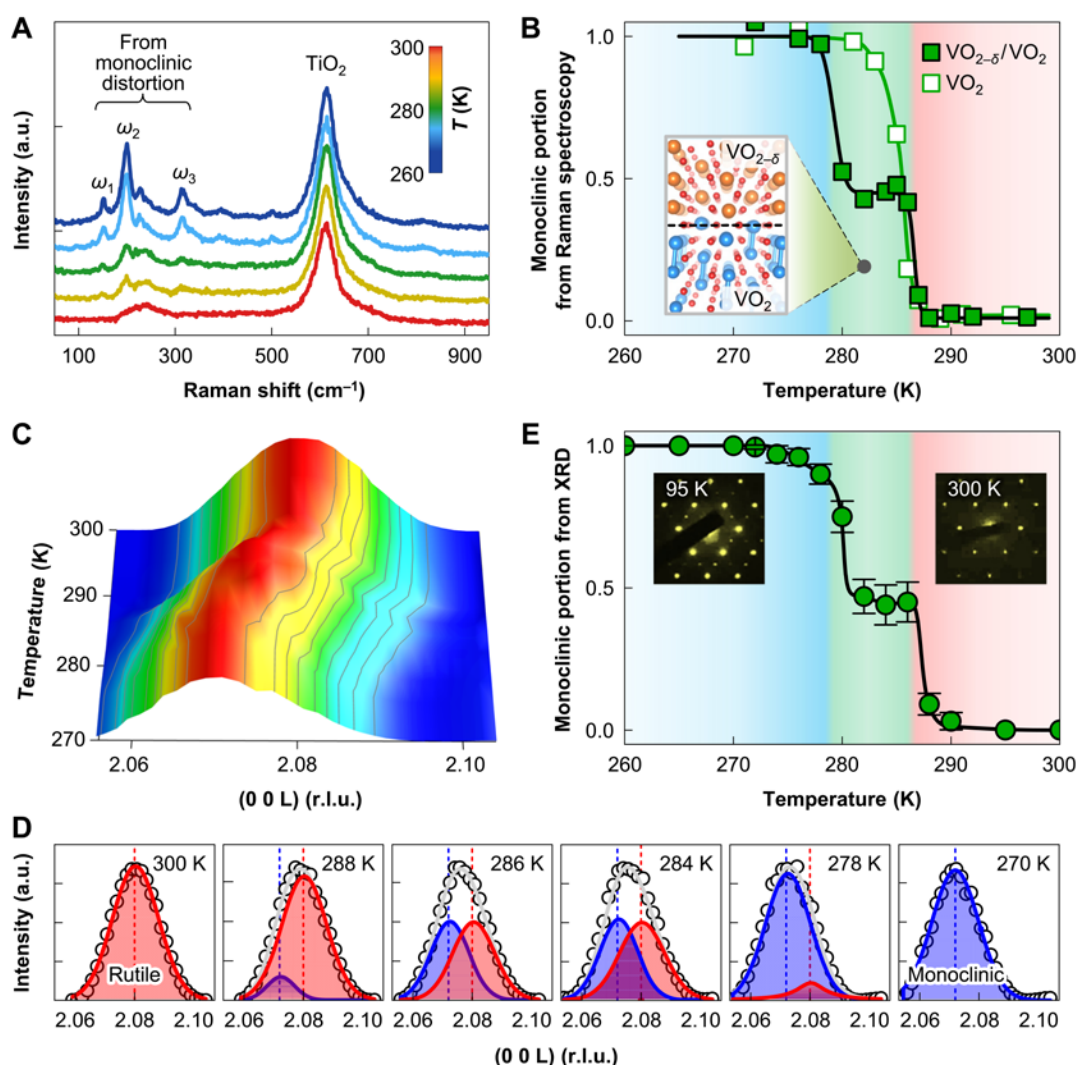 A
From
monoclinic
distortion
ω1
ω2
ω3
TiO2
300
280
260
T (K)
Intensity (a.u.)
100
300
500
700
900
Raman shift (cm–1)
B
Monoclinic portion
from Raman spectroscopy
1.0
0.5
0.0
VO2–δ/VO2
VO2
VO2–δ
VO2
260
270
280
290
300
Temperature (K)
C
Temperature (K)
300
290
280
270
2.06
2.08
2.10
(0 0 L) (r.l.u.)
E
Monoclinic portion from XRD
1.0
0.5
0.0
95 K
300 K
260
270
280
290
300
Temperature (K)
D
Intensity (a.u.)
300 K
Rutile
288 K
286 K
284 K
278 K
270 K
Monoclinic
2.06 2.08 2.10
2.06 2.08 2.10
2.06 2.08 2.10
2.06 2.08 2.10
2.06 2.08 2.10
2.06 2.08 2.10
(0 0 L) (r.l.u.)